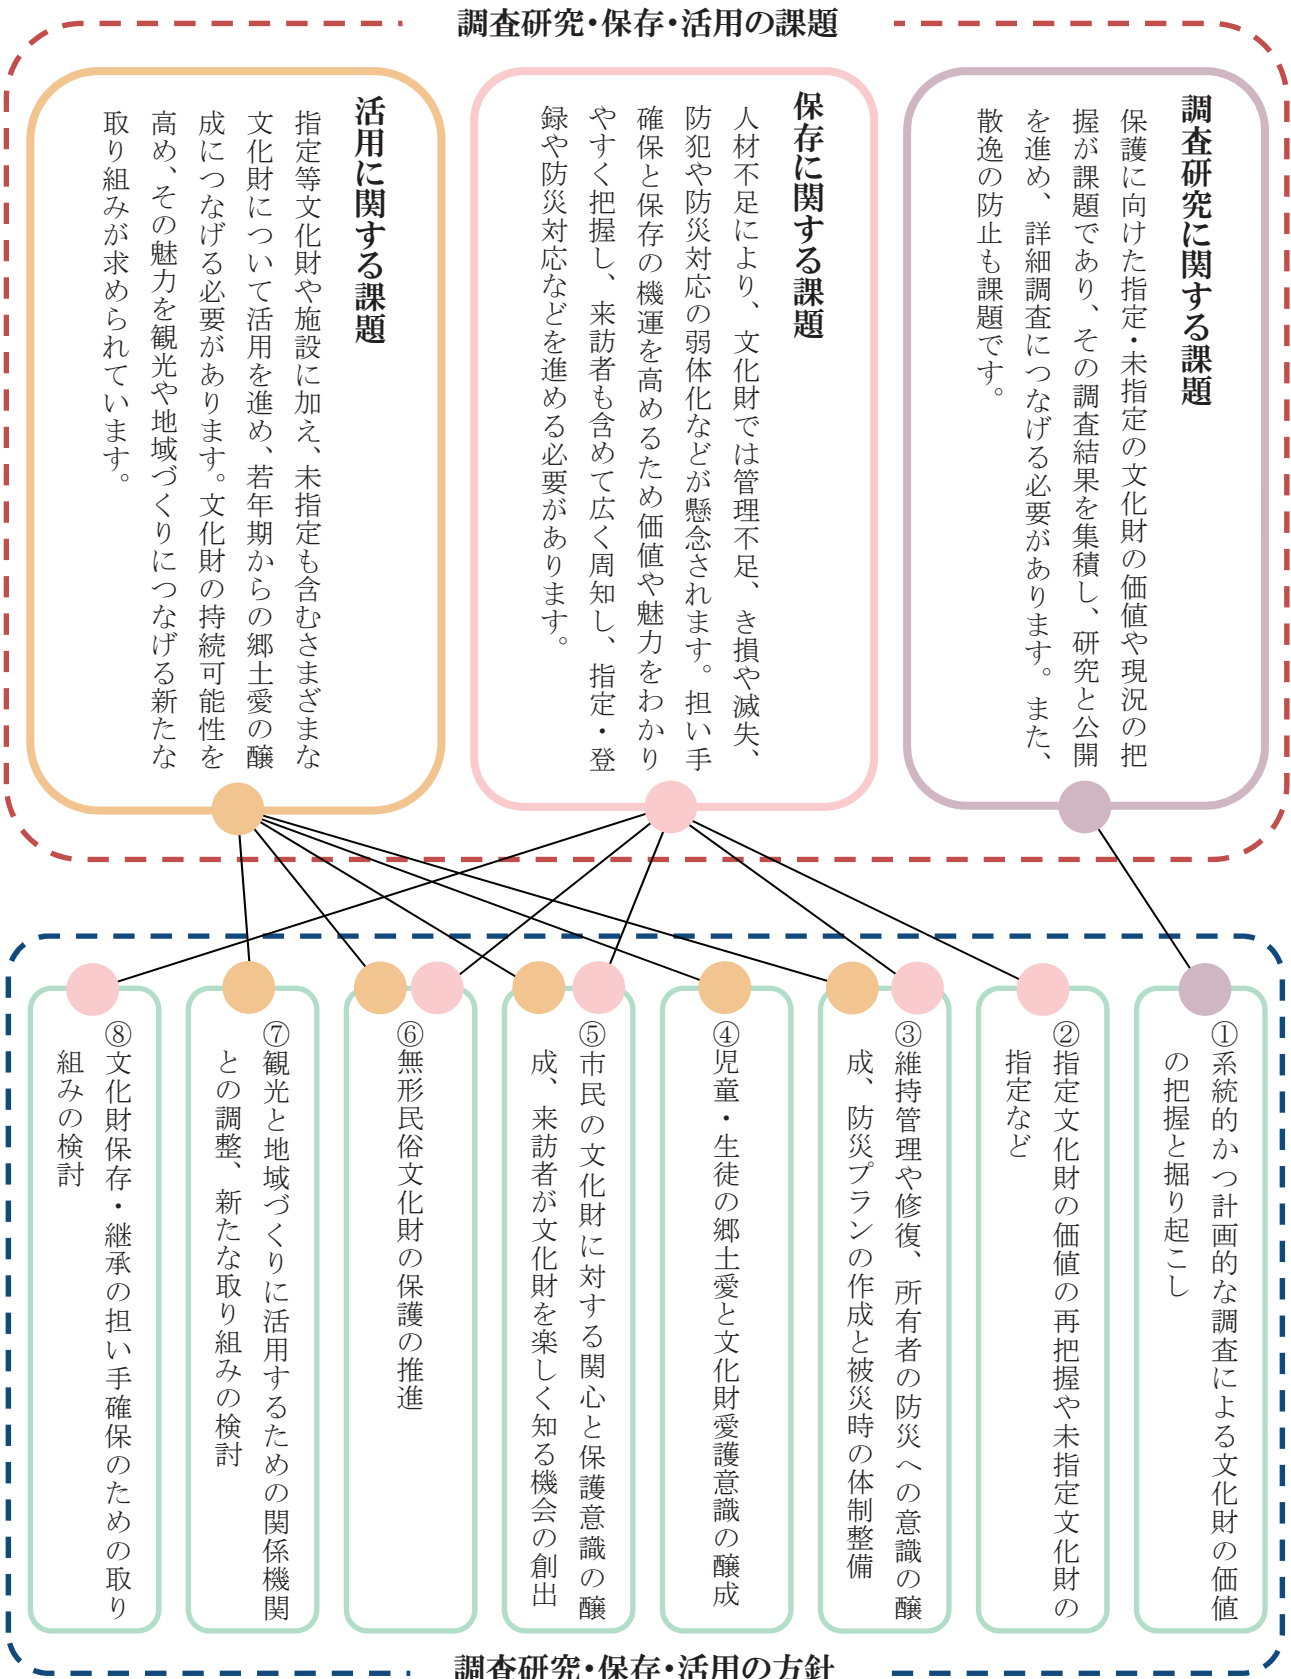 調査研究・保存・活用の課題
調査研究に関する課題
保護に向けた指定・未指定の文化財の価値や現況の把
握が課題であり、その調査結果を集積し、研究と公開
を進め、詳細調査につなげる必要があります。また、
散逸の防止も課題です。
保存に関する課題
人材不足により、文化財では管理不足、き損や滅失、
防犯や防災対応の弱体化などが懸念されます。担い手
確保と保存の機運を高めるため価値や魅力をわかり
やすく把握し、来訪者も含めて広く周知し、指定・登
録や防災対応などを進める必要があります。
活用に関する課題
指定等文化財や施設に加え、未指定も含むさまざまな
文化財について活用を進め、若年期からの郷土愛の醸
成につなげる必要があります。文化財の持続可能性を
高め、その魅力を観光や地域づくりにつなげる新たな
取り組みが求められています。
①系統的かつ計画的な調査による文化財の価値
の把握と掘り起こし
②指定文化財の価値の再把握や未指定文化財の
指定など
③維持管理や修復、所有者の防災への意識の醸
成、防災プランの作成と被災時の体制整備
④児童・生徒の郷土愛と文化財愛護意識の醸成
⑤市民の文化財に対する関心と保護意識の醸
成、来訪者が文化財を楽しく知る機会の創出
⑥無形民俗文化財の保護の推進
⑦観光と地域づくりに活用するための関係機関
との調整、新たな取り組みの検討
⑧文化財保存・継承の担い手確保のための取り
組みの検討
調査研究・保存・活用の方針